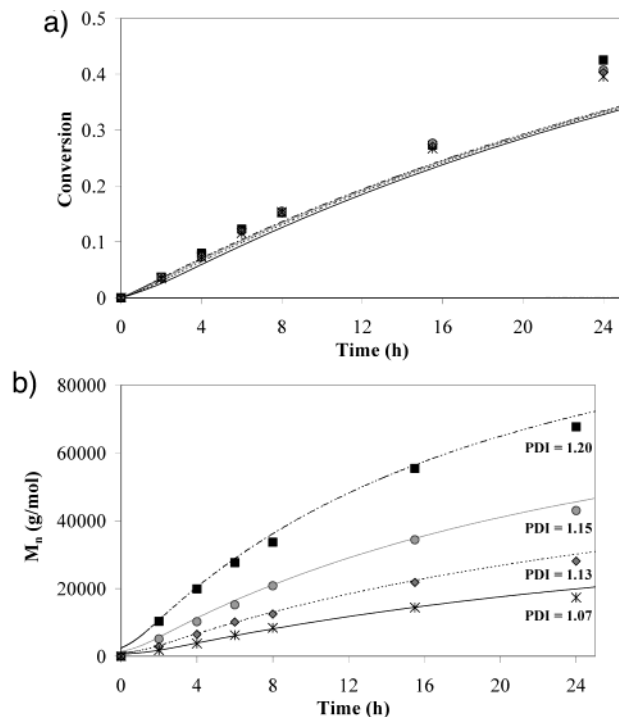 a)
0.5
0.4
0.3
0.2
0.1
0
Conversion
0 4 8 12 16 20 24
Time (h)
b)
80000
60000
40000
20000
0
Mn (g/mol)
PDI = 1.20
PDI = 1.15
PDI = 1.13
PDI = 1.07
0 4 8 12 16 20 24
Time (h)